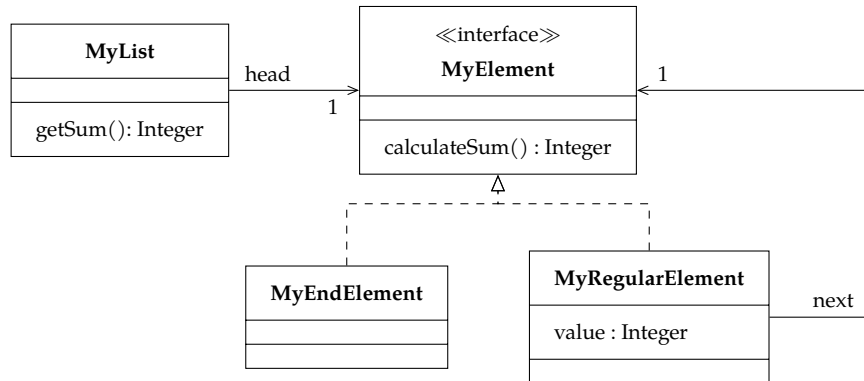 MyList
getSum(): Integer
head
1
≪interface≫
MyElement
calculateSum() : Integer
1
MyEndElement
MyRegularElement
value : Integer
next